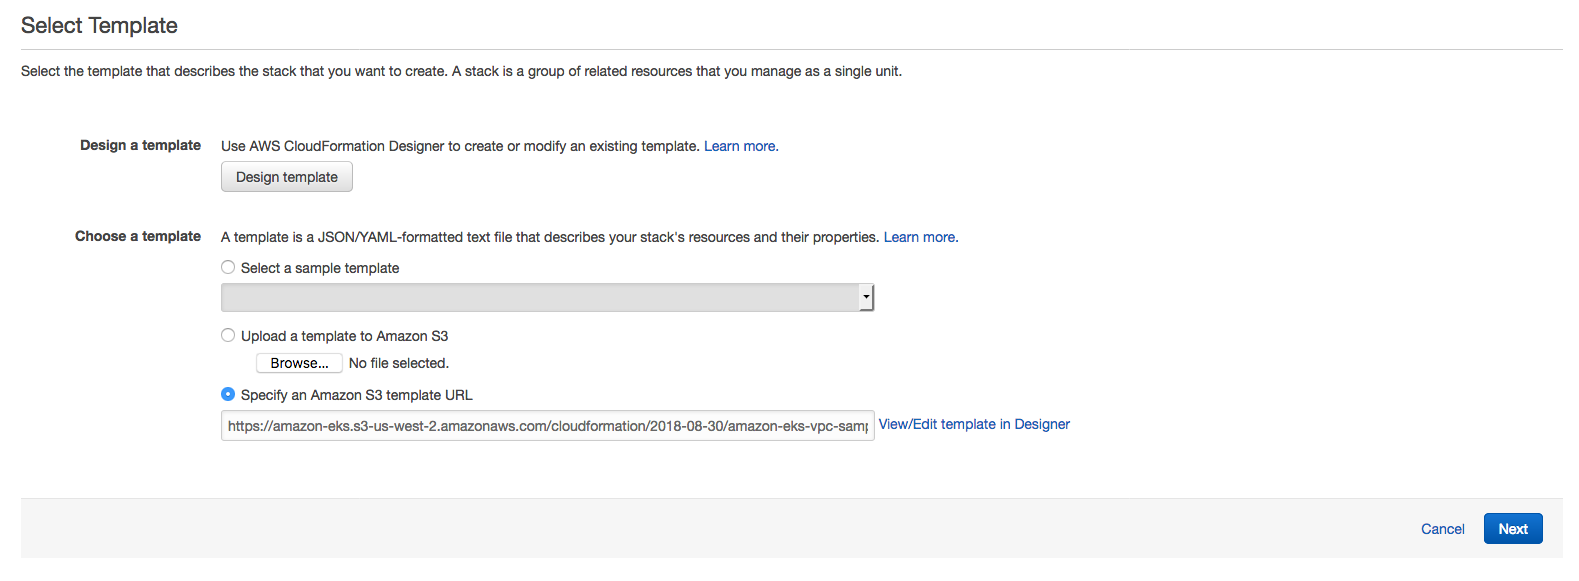 Select Template
Select the template that describes the stack that you want to create. A stack is a group of related resources that you manage as a single unit.
Design a template
Use AWS CloudFormation Designer to create or modify an existing template. Learn more.
Design template
Choose a template
A template is a JSON/YAML-formatted text file that describes your stack's resources and their properties. Learn more.
Select a sample template
Upload a template to Amazon S3
Browse... No file selected.
Specify an Amazon S3 template URL
https://amazon-eks.s3-us-west-2.amazonaws.com/cloudformation/2018-08-30/amazon-eks-vpc-sam
View/Edit template in Designer
Cancel
Next